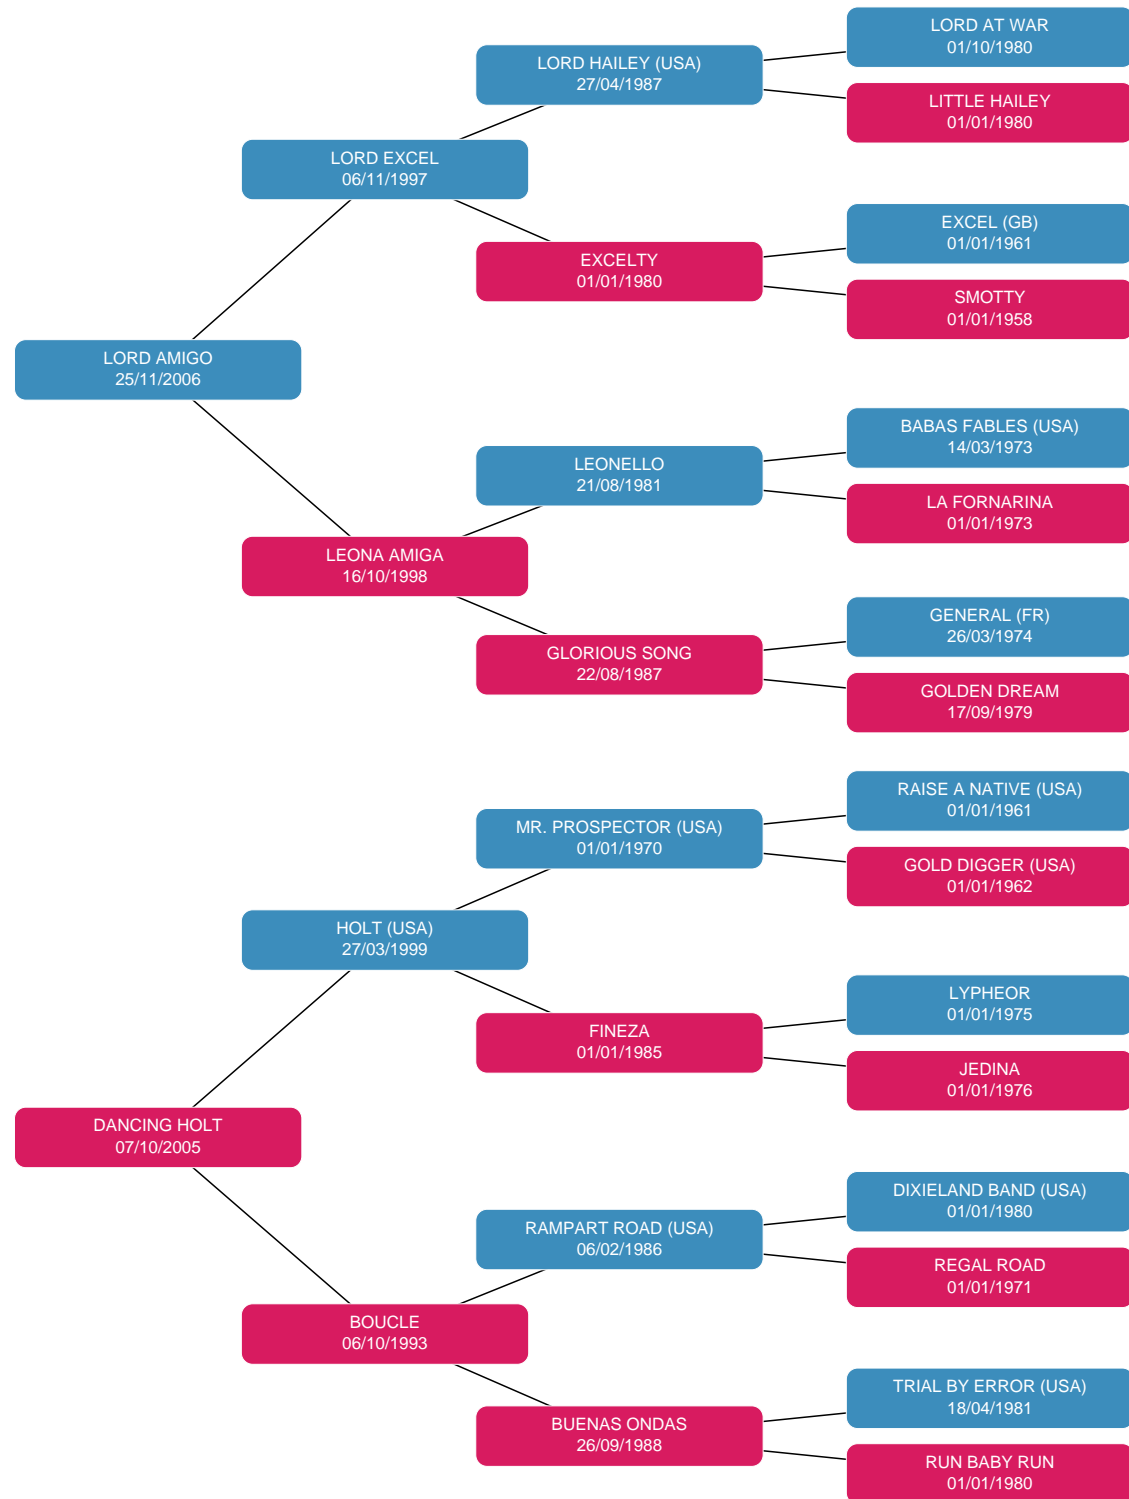 LORD AT WAR
01/10/1980
LORD HAILEY (USA)
27/04/1987
LITTLE HAILEY
01/01/1980
LORD EXCEL
06/11/1997
EXCEL (GB)
01/01/1961
EXCELTY
01/01/1980
SMOTTY
01/01/1958
LORD AMIGO
25/11/2006
BABAS FABLES (USA)
14/03/1973
LEONELLO
21/08/1981
LA FORNARINA
01/01/1973
LEONA AMIGA
16/10/1998
GENERAL (FR)
26/03/1974
GLORIOUS SONG
22/08/1987
GOLDEN DREAM
17/09/1979
RAISE A NATIVE (USA)
01/01/1961
MR. PROSPECTOR (USA)
01/01/1970
GOLD DIGGER (USA)
01/01/1962
HOLT (USA)
27/03/1999
LYPHEOR
01/01/1975
FINEZA
01/01/1985
JEDINA
01/01/1976
DANCING HOLT
07/10/2005
DIXIELAND BAND (USA)
01/01/1980
RAMPART ROAD (USA)
06/02/1986
REGAL ROAD
01/01/1971
BOUCLE
06/10/1993
TRIAL BY ERROR (USA)
18/04/1981
BUENAS ONDAS
26/09/1988
RUN BABY RUN
01/01/1980